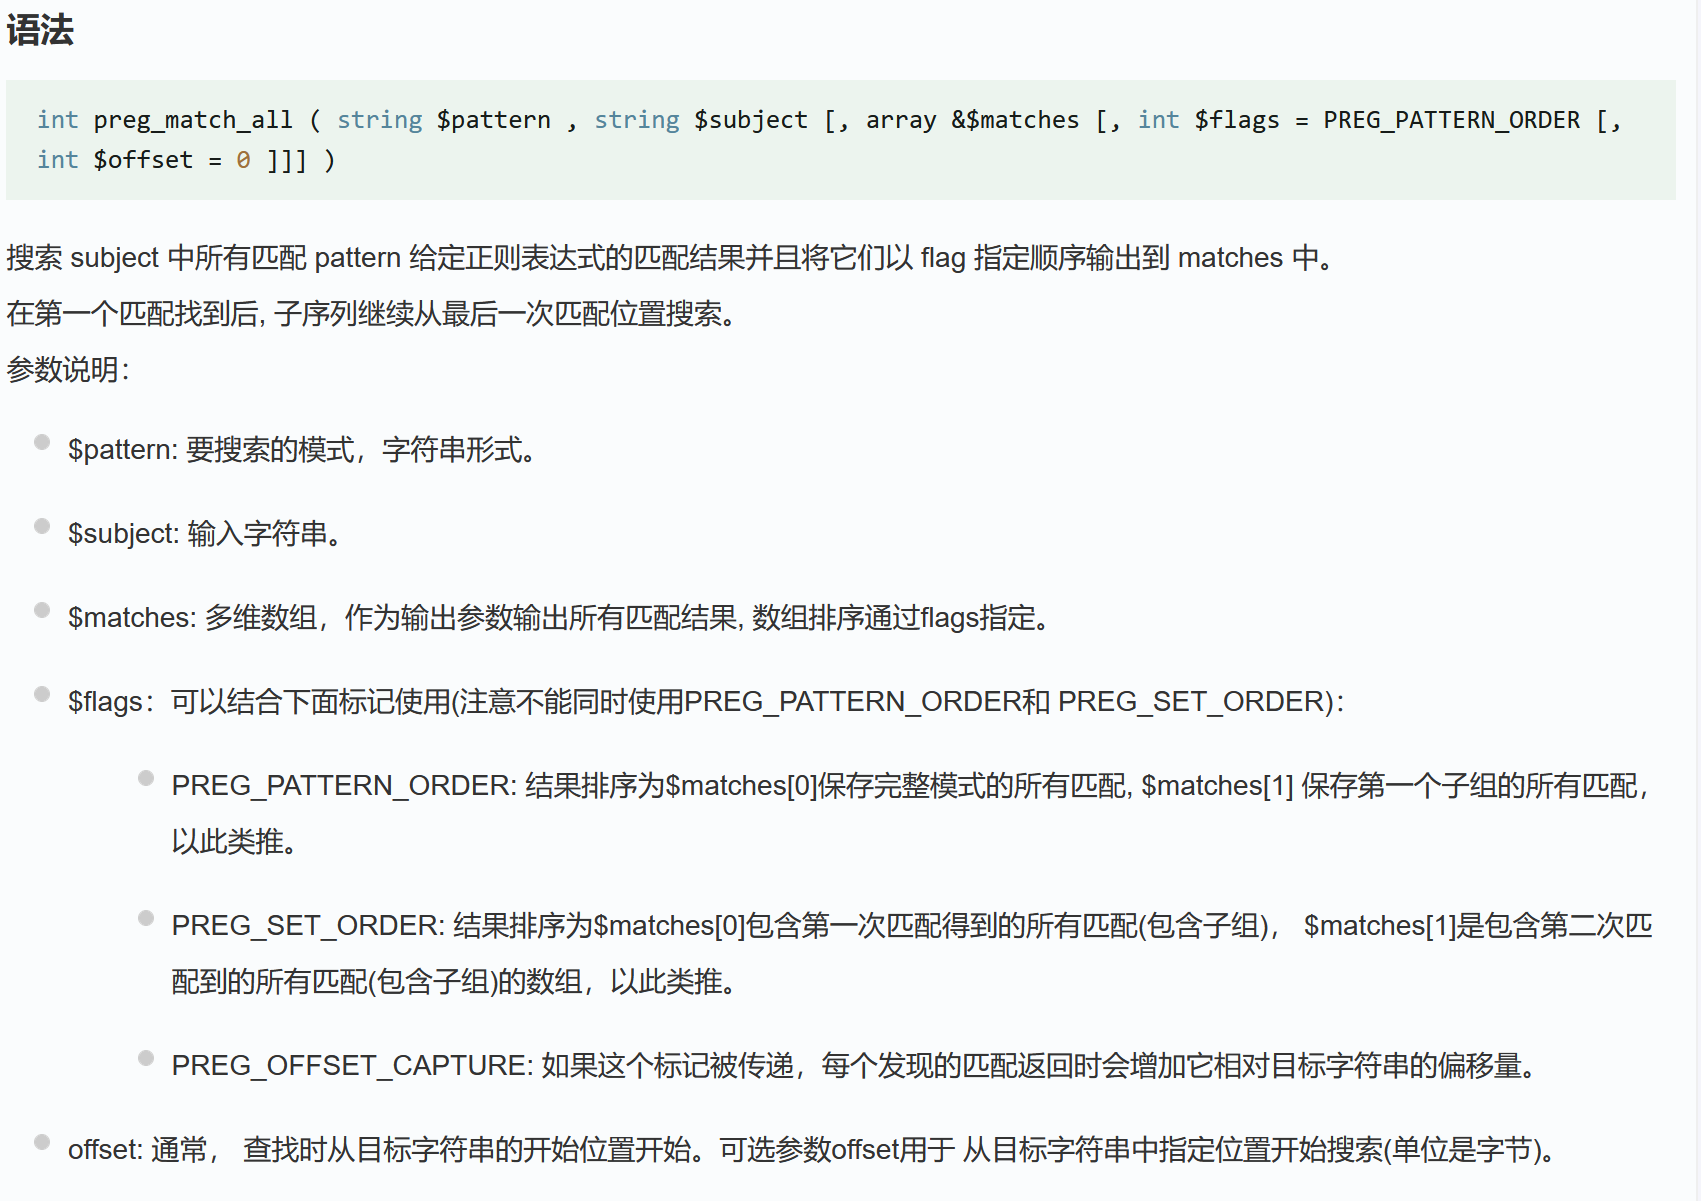 语法
int preg_match_all ( string $pattern , string $subject [, array &$matches [, int $flags = PREG_PATTERN_ORDER [,
int $offset = 0 ]]] )
搜索 subject 中所有匹配 pattern 给定正则表达式的匹配结果并且将它们以 flag 指定顺序输出到 matches 中。
在第一个匹配找到后, 子序列继续从最后一次匹配位置搜索。
参数说明：
$pattern: 要搜索的模式，字符串形式。
$subject: 输入字符串。
$matches: 多维数组，作为输出参数输出所有匹配结果, 数组排序通过flags指定。
$flags：可以结合下面标记使用(注意不能同时使用PREG_PATTERN_ORDER和 PREG_SET_ORDER)：
PREG_PATTERN_ORDER: 结果排序为$matches[0]保存完整模式的所有匹配, $matches[1] 保存第一个子组的所有匹配，
以此类推。
PREG_SET_ORDER: 结果排序为$matches[0]包含第一次匹配得到的所有匹配(包含子组)， $matches[1]是包含第二次匹
配到的所有匹配(包含子组)的数组，以此类推。
PREG_OFFSET_CAPTURE: 如果这个标记被传递，每个发现的匹配返回时会增加它相对目标字符串的偏移量。
offset: 通常， 查找时从目标字符串的开始位置开始。可选参数offset用于 从目标字符串中指定位置开始搜索(单位是字节)。